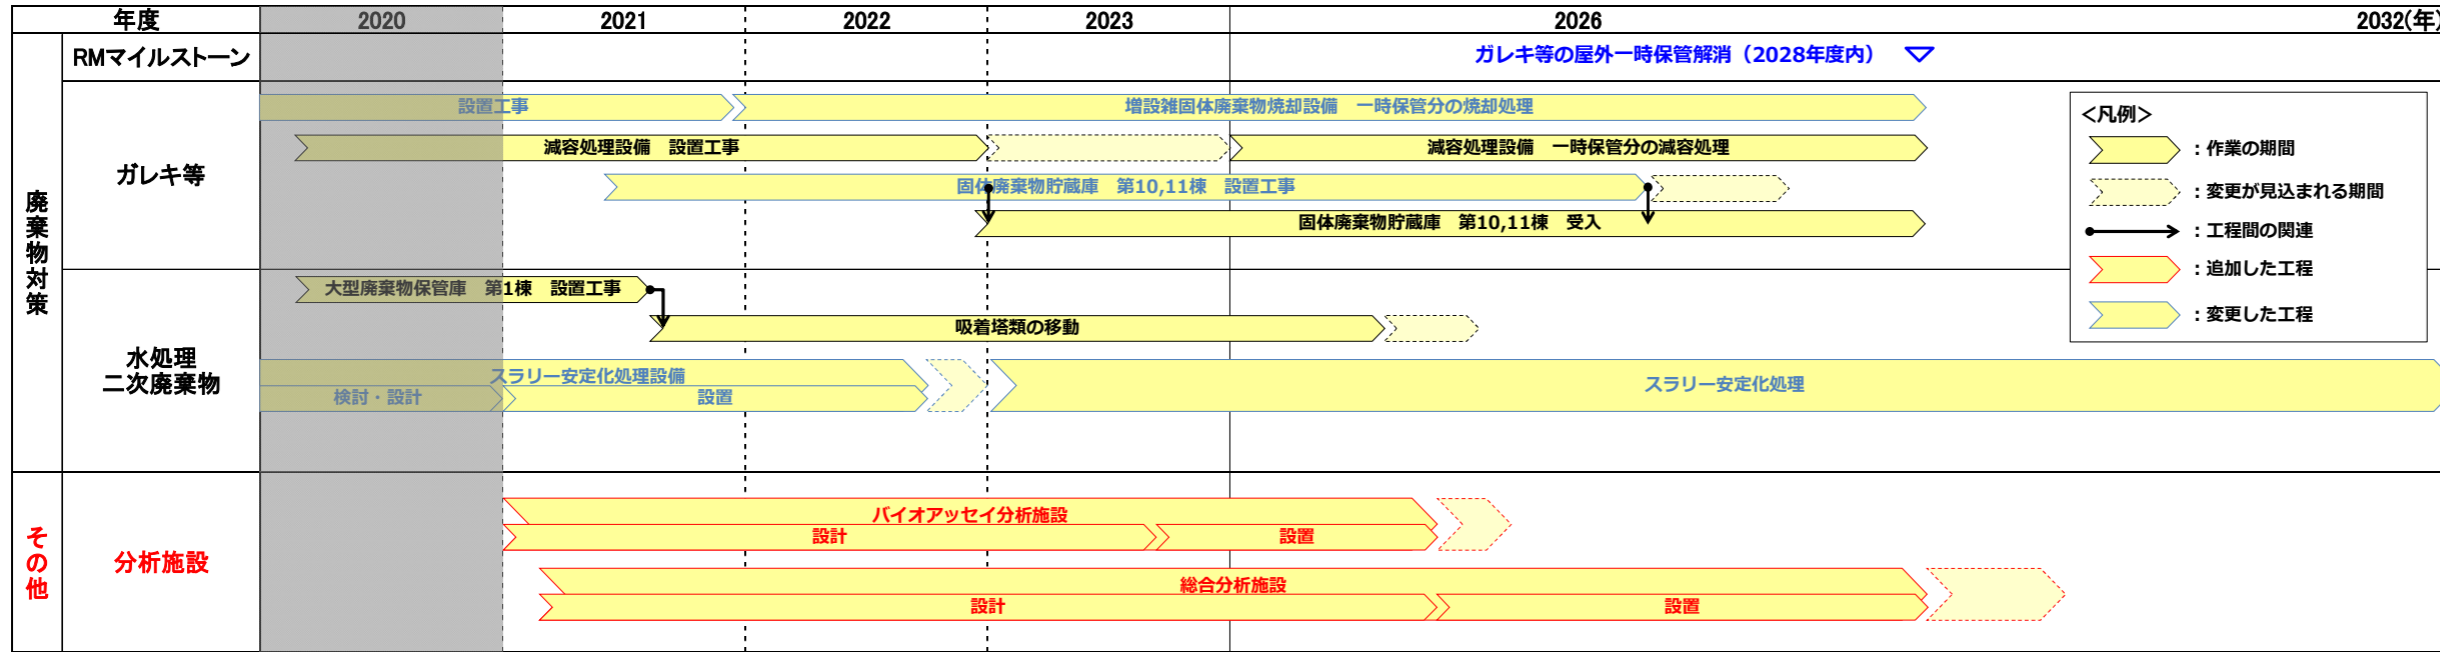 年度 2020 2021 2022 2023 2026 2032(年)
廃棄物対策
RMマイルストーン
ガレキ等の屋外一時保管解消（2028年度内）
ガレキ等
設置工事
増設雑固体廃棄物焼却設備　一時保管分の焼却処理
減容処理設備　設置工事
減容処理設備　一時保管分の減容処理
固体廃棄物貯蔵庫　第10,11棟　設置工事
固体廃棄物貯蔵庫　第10,11棟　受入
水処理
二次廃棄物
大型廃棄物保管庫　第1棟　設置工事
吸着塔類の移動
スラリー安定化処理設備
検討・設計
設置
スラリー安定化処理
その他
分析施設
バイオアッセイ分析施設
設計
設置
総合分析施設
設計
設置
＜凡例＞
：作業の期間
：変更が見込まれる期間
：工程間の関連
：追加した工程
：変更した工程